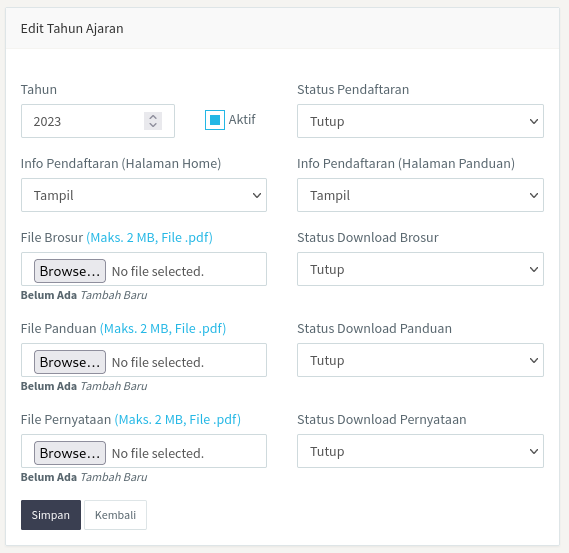 Edit Tahun Ajaran
Tahun
Status Pendaftaran
2023
Aktif
Tutup
Info Pendaftaran (Halaman Home)
Info Pendaftaran (Halaman Panduan)
Tampil
Tampil
File Brosur (Maks. 2 MB, File .pdf)
Status Download Brosur
Browse... No file selected.
Tutup
Belum Ada Tambah Baru
File Panduan (Maks. 2 MB, File .pdf)
Status Download Panduan
Browse... No file selected.
Tutup
Belum Ada Tambah Baru
File Pernyataan (Maks. 2 MB, File .pdf)
Status Download Pernyataan
Browse... No file selected.
Tutup
Belum Ada Tambah Baru
Simpan
Kembali